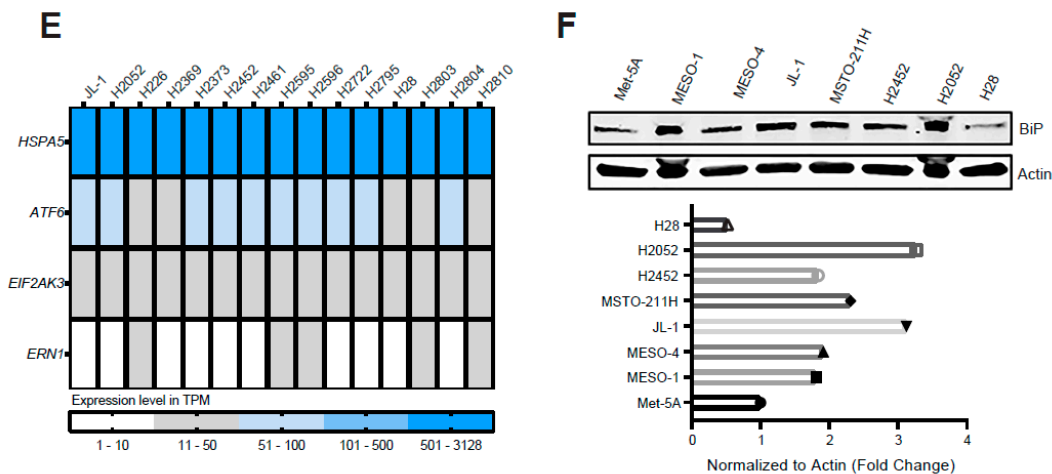 E
JL-1 H2052 H226 H2369 H2373 H2452 H2461 H2595 H2596 H2722 H2795 H28 H2803 H2804 H2810
HSPA5
ATF6
EIF2AK3
ERN1
Expression level in TPM
1 - 10 11 - 50 51 - 100 101 - 500 501 - 3128
F
Met-5A MESO-1 MESO-4 JL-1 MSTO-211H H2452 H2052 H28
BiP
Actin
H28
H2052
H2452
MSTO-211H
JL-1
MESO-4
MESO-1
Met-5A
0 1 2 3 4
Normalized to Actin (Fold Change)